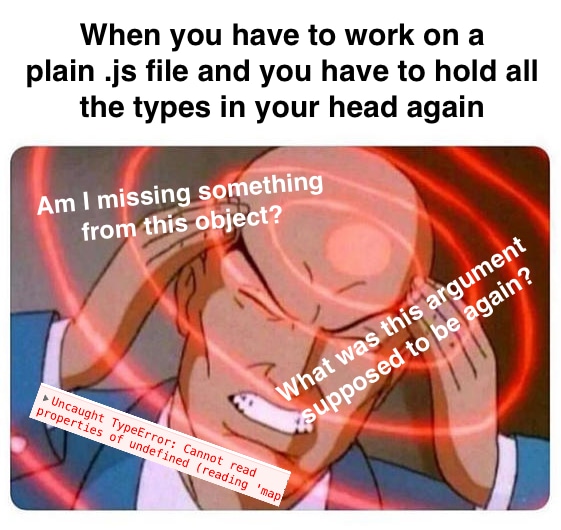 When you have to work on a
plain .js file and you have to hold all
the types in your head again
Am I missing something
from this object?
What was this argument
supposed to be again?
▶Uncaught TypeError: Cannot read
properties of undefined (reading 'map